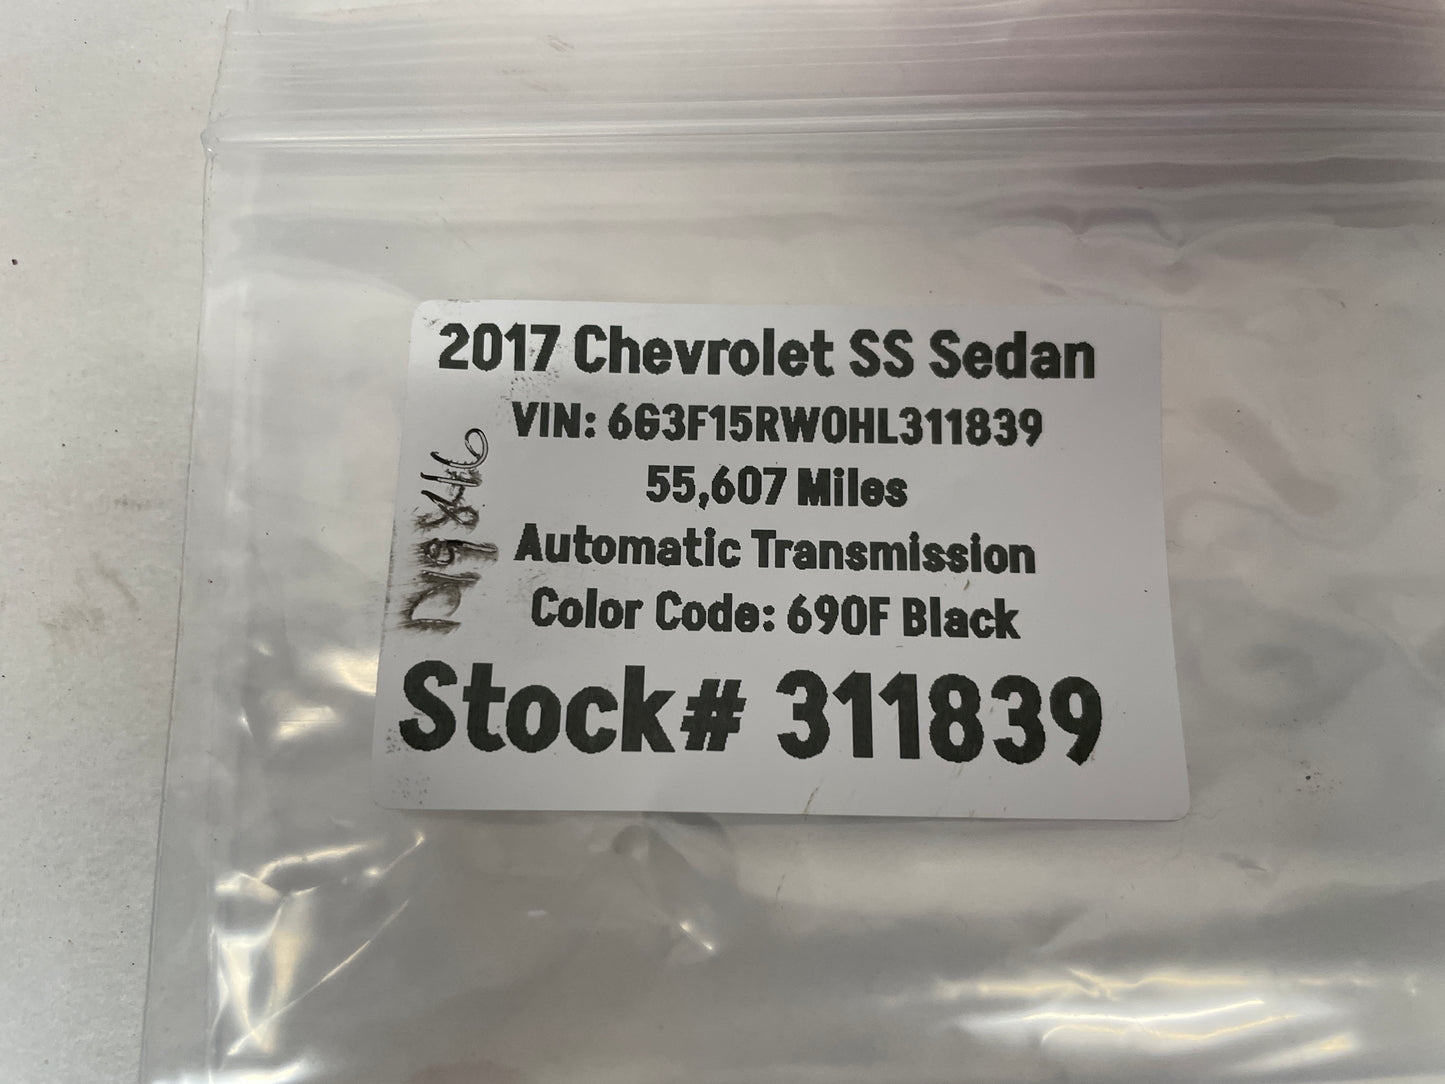 2017 Chevrolet SS Sedan
VIN: 6G3F15RW0HL311839
55,607 Miles
Automatic Transmission
Color Code: 690F Black
Stock# 311839